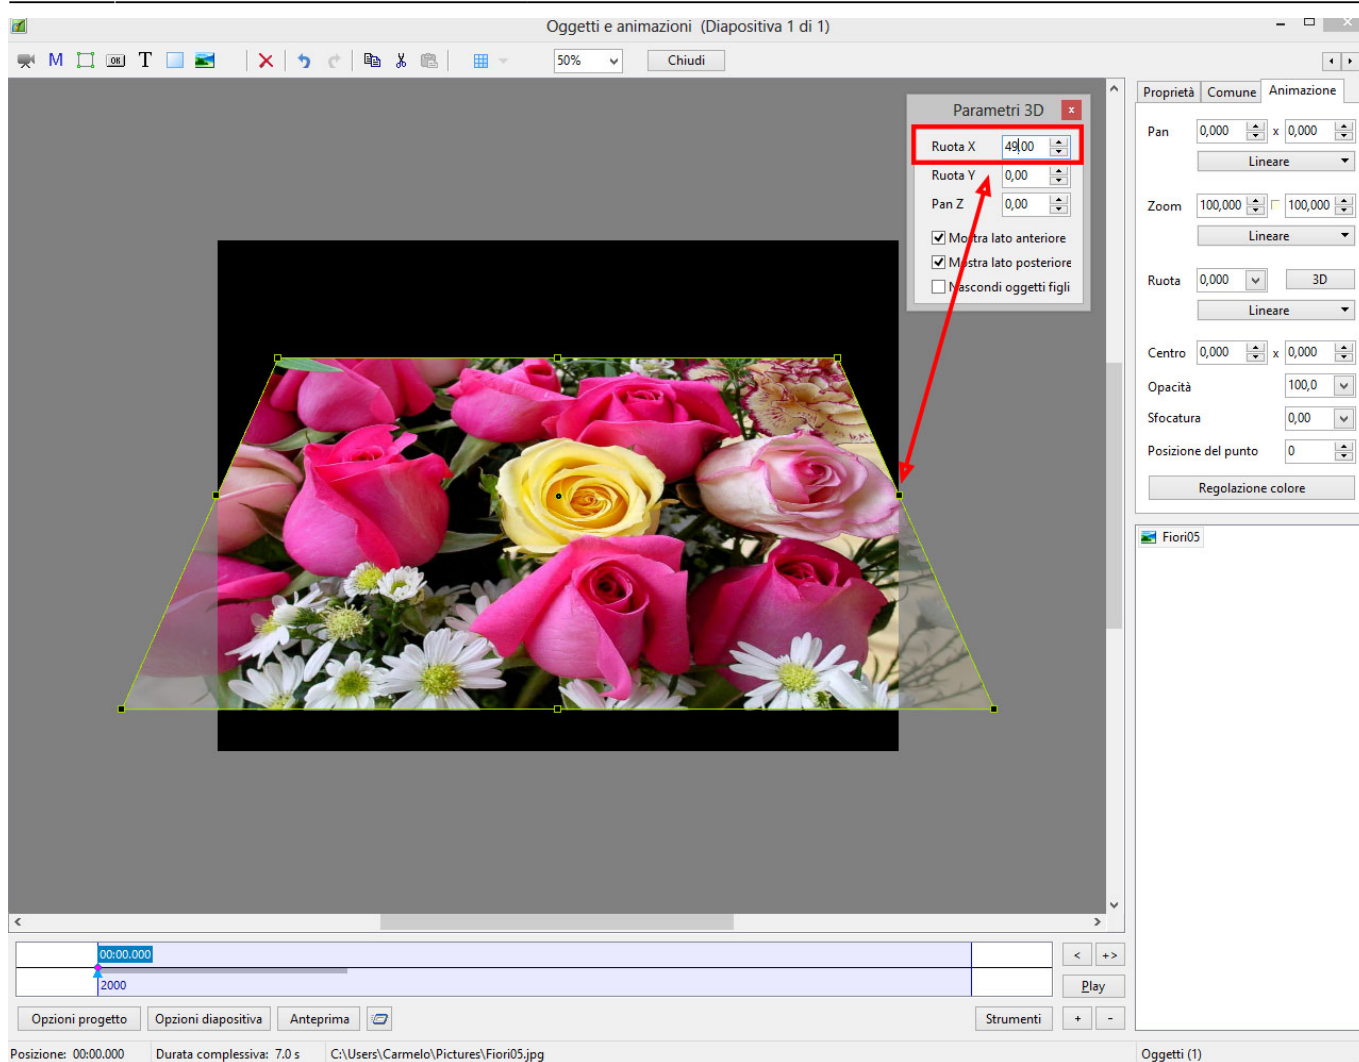 Oggetti e animazioni (Diapositiva 1 di 1)
M OK T 50% Chiudi
Parametri 3D x
Ruota X 49,00
Ruota Y 0,00
Pan Z 0,00
Mostra lato anteriore
Mostra lato posteriore
Nascondi oggetti figli
Proprietà Comune Animazione
Pan 0,000 x 0,000
Lineare
Zoom 100,000 100,000
Lineare
Ruota 0,000 3D
Lineare
Centro 0,000 x 0,000
Opacità 100,0
Sfocatura 0,00
Posizione del punto 0
Regolazione colore
Fiori05
00:00.000
2000
< +>
Play
Opzioni progetto Opzioni diapositiva Anteprima Strumenti + -
Posizione: 00:00.000 Durata complessiva: 7.0 s C:\Users\Carmelo\Pictures\Fiori05.jpg Oggetti (1)